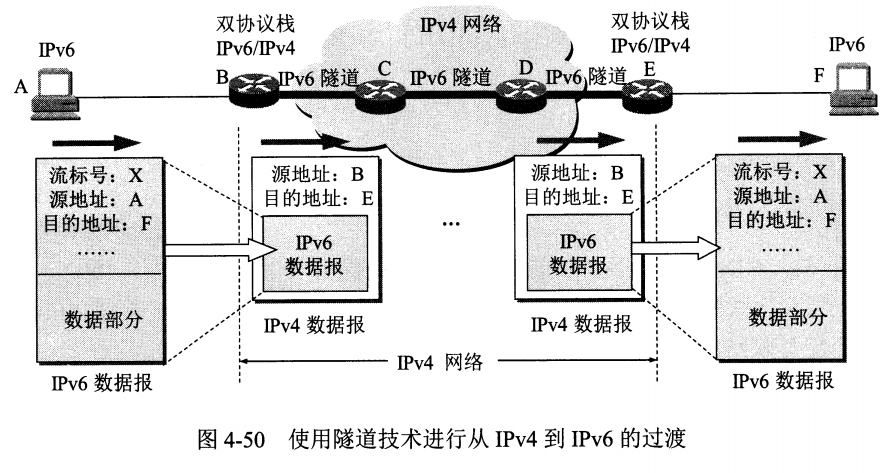 IPv4 网络
双协议栈
IPv6/IPv4
双协议栈
IPv6/IPv4
IPv6
IPv6
A
B
IPv6 隧道
C
IPv6 隧道
D
IPv6 隧道
E
F
流标号：X
源地址：A
目的地址：F
……
数据部分
IPv6 数据报
源地址：B
目的地址：E
IPv6
数据报
IPv4 数据报
…
源地址：B
目的地址：E
IPv6
数据报
IPv4 数据报
流标号：X
源地址：A
目的地址：F
……
数据部分
IPv6 数据报
IPv4 网络
图 4-50 使用隧道技术进行从 IPv4 到 IPv6 的过渡